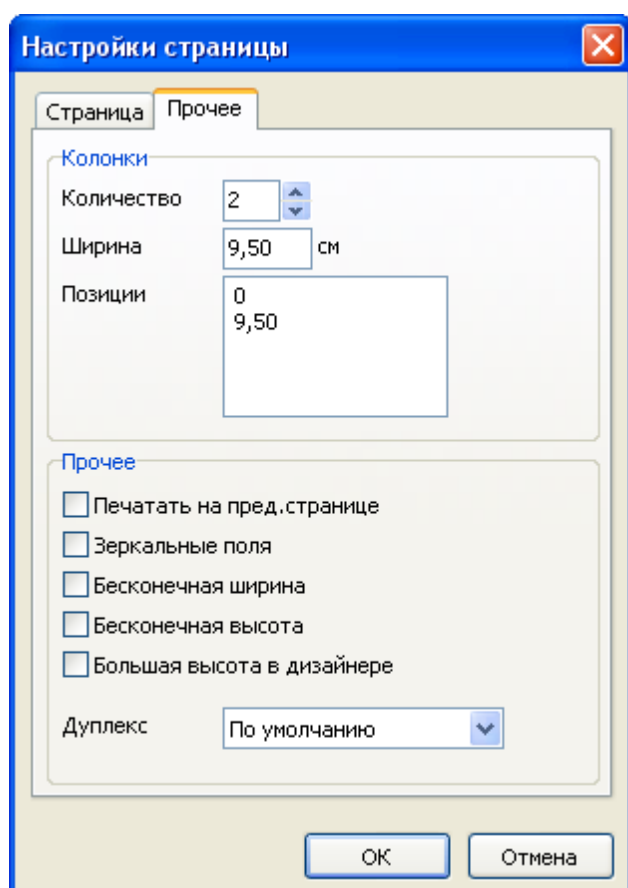 Настройки страницы
Страница Прочее
Колонки
Количество 2
Ширина 9,50 см
Позиции 0
9,50
Прочее
Печатать на пред.странице
Зеркальные поля
Бесконечная ширина
Бесконечная высота
Большая высота в дизайнере
Дуплекс По умолчанию
ОК Отмена